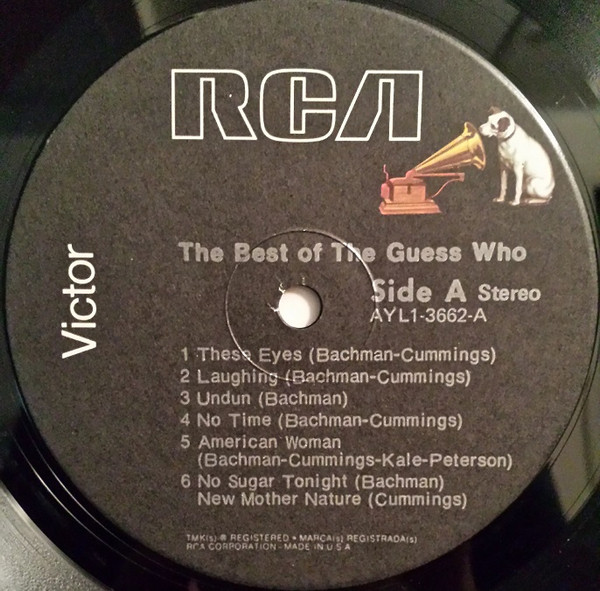 RCA
Victor
The Best of The Guess Who
Side A Stereo
AYL1-3662-A
1 These Eyes (Bachman-Cummings)
2 Laughing (Bachman-Cummings)
3 Undun (Bachman)
4 No Time (Bachman-Cummings)
5 American Woman
(Bachman-Cummings-Kale-Peterson)
6 No Sugar Tonight (Bachman)
New Mother Nature (Cummings)
TMK(s) ® REGISTERED • MARCA(s) REGISTRADA(s)
RCA CORPORATION-MADE IN U.S.A